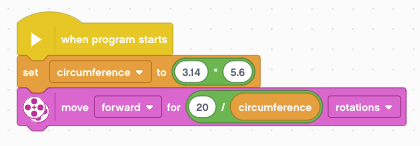 when program starts
set circumference to 3.14 * 5.6
move forward for 20 / circumference rotations